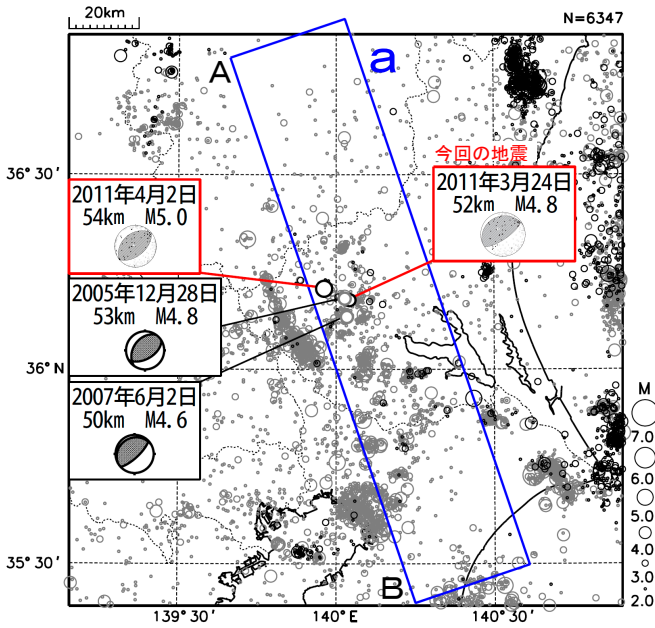 20km
N=6347
A
a
今回の地震
36° 30′
2011年4月2日
54km M5.0
2011年3月24日
52km M4.8
2005年12月28日
53km M4.8
36° N
2007年6月2日
50km M4.6
M
7.0
6.0
5.0
4.0
3.0
2.0
35° 30′
B
139° 30′
140° E
140° 30′